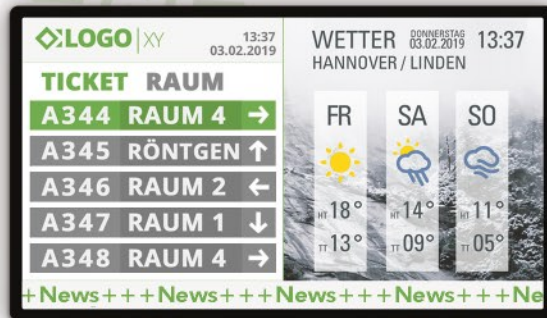 LOGO XY
13:37
03.02.2019
TICKET RAUM
A344 RAUM 4 →
A345 RÖNTGEN ↑
A346 RAUM 2 ←
A347 RAUM 1 ↓
A348 RAUM 4 →
WETTER DONNERSTAG 03.02.2019 13:37
HANNOVER / LINDEN
FR SA SO
HT 18° HT 14° HT 11°
TT 13° TT 09° TT 05°
+News+++News+++News+++News+++Ne